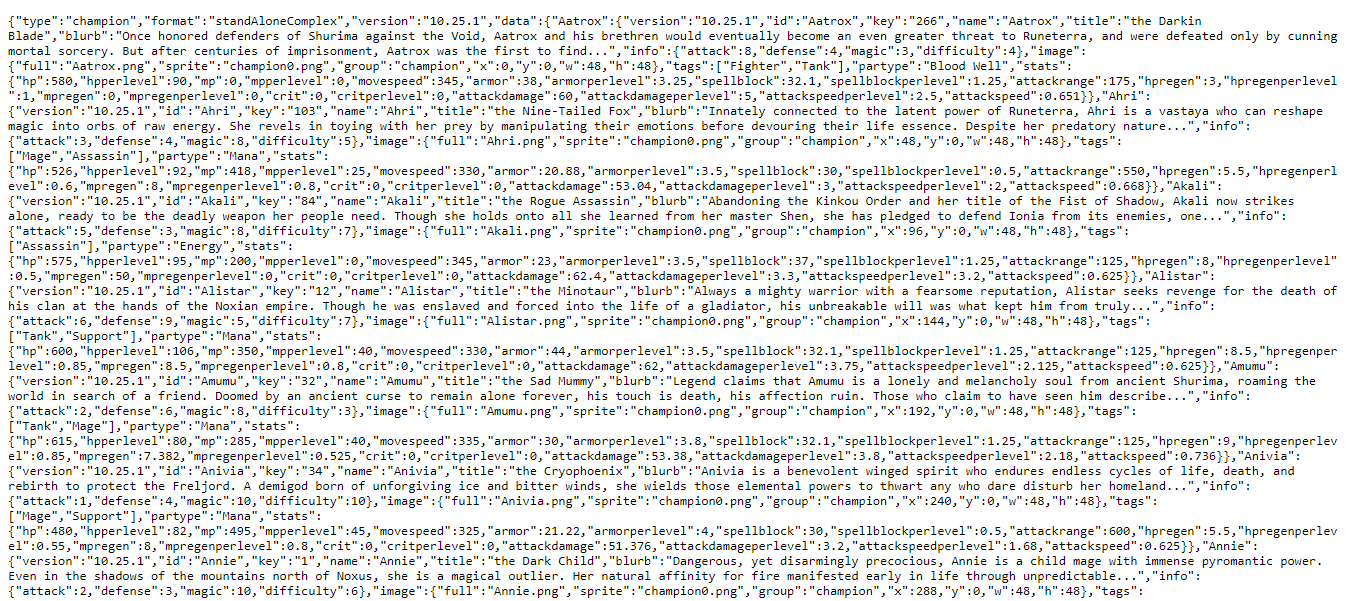 {"type":"champion","format":"standAloneComplex","version":"10.25.1","data":{"Aatrox":{"version":"10.25.1","id":"Aatrox","key":"266","name":"Aatrox","title":"the Darkin
Blade","blurb":"Once honored defenders of Shurima against the Void, Aatrox and his brethren would eventually become an even greater threat to Runeterra, and were defeated only by cunning
mortal sorcery. But after centuries of imprisonment, Aatrox was the first to find...","info":{"attack":8,"defense":4,"magic":3,"difficulty":4},"image":
{"full":"Aatrox.png","sprite":"champion0.png","group":"champion","x":0,"y":0,"w":48,"h":48},"tags":["Fighter","Tank"],"partype":"Blood Well","stats":
{"hp":580,"hpperlevel":90,"mp":0,"mpperlevel":0,"movespeed":345,"armor":38,"armorperlevel":3.25,"spellblock":32.1,"spellblockperlevel":1.25,"attackrange":175,"hpregen":3,"hpregenperlevel
":1,"mpregen":0,"mpregenperlevel":0,"crit":0,"critperlevel":0,"attackdamage":60,"attackdamageperlevel":5,"attackspeedperlevel":2.5,"attackspeed":0.651}},"Ahri":
{"version":"10.25.1","id":"Ahri","key":"103","name":"Ahri","title":"the Nine-Tailed Fox","blurb":"Innately connected to the latent power of Runeterra, Ahri is a vastaya who can reshape
magic into orbs of raw energy. She revels in toying with her prey by manipulating their emotions before devouring their life essence. Despite her predatory nature...","info":
{"attack":3,"defense":4,"magic":8,"difficulty":5},"image":{"full":"Ahri.png","sprite":"champion0.png","group":"champion","x":48,"y":0,"w":48,"h":48},"tags":
["Mage","Assassin"],"partype":"Mana","stats":
{"hp":526,"hpperlevel":92,"mp":418,"mpperlevel":25,"movespeed":330,"armor":20.88,"armorperlevel":3.5,"spellblock":30,"spellblockperlevel":0.5,"attackrange":550,"hpregen":5.5,"hpregenperl
evel":0.6,"mpregen":8,"mpregenperlevel":0.8,"crit":0,"critperlevel":0,"attackdamage":53.04,"attackdamageperlevel":3,"attackspeedperlevel":2,"attackspeed":0.668}},"Akali":
{"version":"10.25.1","id":"Akali","key":"84","name":"Akali","title":"the Rogue Assassin","blurb":"Abandoning the Kinkou Order and her title of the Fist of Shadow, Akali now strikes
alone, ready to be the deadly weapon her people need. Though she holds onto all she learned from her master Shen, she has pledged to defend Ionia from its enemies, one...","info":
{"attack":5,"defense":3,"magic":8,"difficulty":7},"image":{"full":"Akali.png","sprite":"champion0.png","group":"champion","x":96,"y":0,"w":48,"h":48},"tags":
["Assassin"],"partype":"Energy","stats":
{"hp":575,"hpperlevel":95,"mp":200,"mpperlevel":0,"movespeed":345,"armor":23,"armorperlevel":3.5,"spellblock":37,"spellblockperlevel":1.25,"attackrange":125,"hpregen":8,"hpregenperlevel"
:0.5,"mpregen":50,"mpregenperlevel":0,"crit":0,"critperlevel":0,"attackdamage":62.4,"attackdamageperlevel":3.3,"attackspeedperlevel":3.2,"attackspeed":0.625}},"Alistar":
{"version":"10.25.1","id":"Alistar","key":"12","name":"Alistar","title":"the Minotaur","blurb":"Always a mighty warrior with a fearsome reputation, Alistar seeks revenge for the death of
his clan at the hands of the Noxian empire. Though he was enslaved and forced into the life of a gladiator, his unbreakable will was what kept him from truly...","info":
{"attack":6,"defense":9,"magic":5,"difficulty":7},"image":{"full":"Alistar.png","sprite":"champion0.png","group":"champion","x":144,"y":0,"w":48,"h":48},"tags":
["Tank","Support"],"partype":"Mana","stats":
{"hp":600,"hpperlevel":106,"mp":350,"mpperlevel":40,"movespeed":330,"armor":44,"armorperlevel":3.5,"spellblock":32.1,"spellblockperlevel":1.25,"attackrange":125,"hpregen":8.5,"hpregenper
level":0.85,"mpregen":8.5,"mpregenperlevel":0.8,"crit":0,"critperlevel":0,"attackdamage":62,"attackdamageperlevel":3.75,"attackspeedperlevel":2.125,"attackspeed":0.625}},"Amumu":
{"version":"10.25.1","id":"Amumu","key":"32","name":"Amumu","title":"the Sad Mummy","blurb":"Legend claims that Amumu is a lonely and melancholy soul from ancient Shurima, roaming the
world in search of a friend. Doomed by an ancient curse to remain alone forever, his touch is death, his affection ruin. Those who claim to have seen him describe...","info":
{"attack":2,"defense":6,"magic":8,"difficulty":3},"image":{"full":"Amumu.png","sprite":"champion0.png","group":"champion","x":192,"y":0,"w":48,"h":48},"tags":
["Tank","Mage"],"partype":"Mana","stats":
{"hp":615,"hpperlevel":80,"mp":285,"mpperlevel":40,"movespeed":335,"armor":30,"armorperlevel":3.8,"spellblock":32.1,"spellblockperlevel":1.25,"attackrange":125,"hpregen":9,"hpregenperlev
el":0.85,"mpregen":7.382,"mpregenperlevel":0.525,"crit":0,"critperlevel":0,"attackdamage":53.38,"attackdamageperlevel":3.8,"attackspeedperlevel":2.18,"attackspeed":0.736}},"Anivia":
{"version":"10.25.1","id":"Anivia","key":"34","name":"Anivia","title":"the Cryophoenix","blurb":"Anivia is a benevolent winged spirit who endures endless cycles of life, death, and
rebirth to protect the Freljord. A demigod born of unforgiving ice and bitter winds, she wields those elemental powers to thwart any who dare disturb her homeland...","info":
{"attack":1,"defense":4,"magic":10,"difficulty":10},"image":{"full":"Anivia.png","sprite":"champion0.png","group":"champion","x":240,"y":0,"w":48,"h":48},"tags":
["Mage","Support"],"partype":"Mana","stats":
{"hp":480,"hpperlevel":82,"mp":495,"mpperlevel":45,"movespeed":325,"armor":21.22,"armorperlevel":4,"spellblock":30,"spellblockperlevel":0.5,"attackrange":600,"hpregen":5.5,"hpregenperlev
el":0.55,"mpregen":8,"mpregenperlevel":0.8,"crit":0,"critperlevel":0,"attackdamage":51.376,"attackdamageperlevel":3.2,"attackspeedperlevel":1.68,"attackspeed":0.625}},"Annie":
{"version":"10.25.1","id":"Annie","key":"1","name":"Annie","title":"the Dark Child","blurb":"Dangerous, yet disarmingly precocious, Annie is a child mage with immense pyromantic power.
Even in the shadows of the mountains north of Noxus, she is a magical outlier. Her natural affinity for fire manifested early in life through unpredictable...","info":
{"attack":2,"defense":3,"magic":10,"difficulty":6},"image":{"full":"Annie.png","sprite":"champion0.png","group":"champion","x":288,"y":0,"w":48,"h":48},"tags":